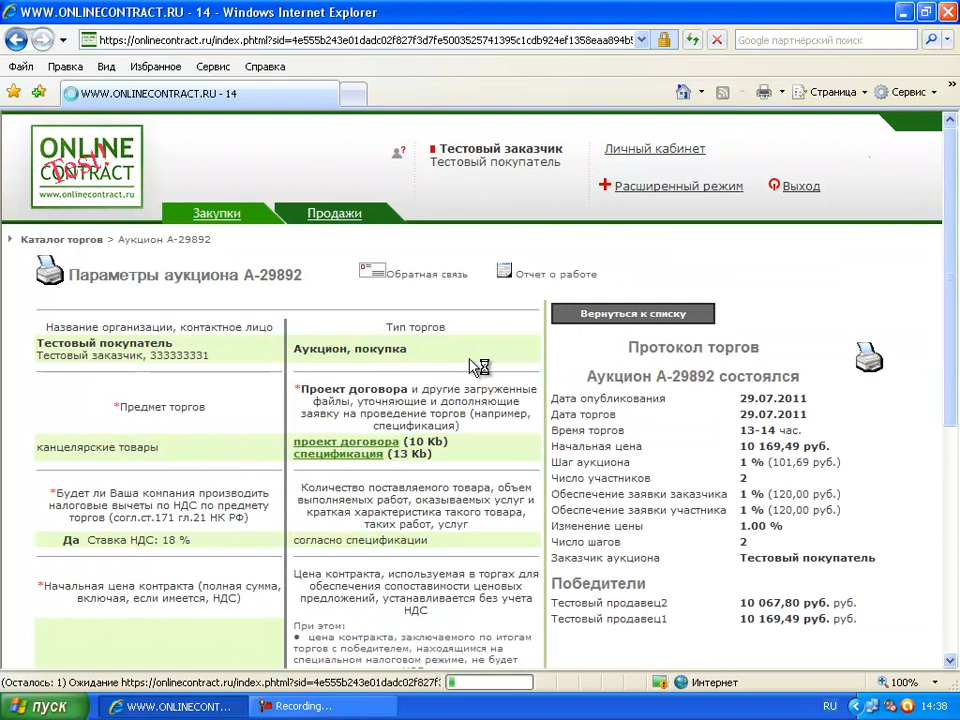 WWW.ONLINECONTRACT.RU - 14 - Windows Internet Explorer
https://onlinecontract.ru/index.phtml?sid=4e555b243e01dadc02f827f3d7fe5003525741395c1cdb924ef1358eaa894b5
Google партнёрский поиск
Файл Правка Вид Избранное Сервис Справка
WWW.ONLINECONTRACT.RU - 14
Страница
Сервис
ONLINE
CONTRACT
Test!
www.onlinecontract.ru
Тестовый заказчик
Тестовый покупатель
Личный кабинет
Расширенный режим
Выход
Закупки
Продажи
Каталог торгов > Аукцион A-29892
Параметры аукциона A-29892
Обратная связь
Отчет о работе
Название организации, контактное лицо
Тестовый покупатель
Тестовый заказчик, 333333331
Тип торгов
Аукцион, покупка
*Предмет торгов
канцелярские товары
*Проект договора и другие загруженные
файлы, уточняющие и дополняющие
заявку на проведение торгов (например,
спецификация)
проект договора (10 Kb)
спецификация (13 Kb)
*Будет ли Ваша компания производить
налоговые вычеты по НДС по предмету
торгов (согл.ст.171 гл.21 НК РФ)
Да Ставка НДС: 18 %
Количество поставляемого товара, объем
выполняемых работ, оказываемых услуг и
краткая характеристика такого товара,
таких работ, услуг
согласно спецификации
*Начальная цена контракта (полная сумма,
включая, если имеется, НДС)
Цена контракта, используемая в торгах для
обеспечения сопоставимости ценовых
предложений, устанавливается без учета
НДС
При этом:
● цена контракта, заключаемого по итогам
торгов с победителем, находящимся на
специальном налоговом режиме, не будет
Вернуться к списку
Протокол торгов
Аукцион A-29892 состоялся
Дата опубликования 29.07.2011
Дата торгов 29.07.2011
Время торгов 13-14 час.
Начальная цена 10 169,49 руб.
Шаг аукциона 1 % (101,69 руб.)
Число участников 2
Обеспечение заявки заказчика 1 % (120,00 руб.)
Обеспечение заявки участника 1 % (120,00 руб.)
Изменение цены 1.00 %
Число шагов 2
Заказчик аукциона Тестовый покупатель
Победители
Тестовый продавец2 10 067,80 руб. руб.
Тестовый продавец1 10 169,49 руб. руб.
(Осталось: 1) Ожидание https://onlinecontract.ru/index.phtml?sid=4e555b243e01dadc02f827f3
Интернет
100%
пуск
WWW.ONLINECONT...
Recording...
RU
14:38